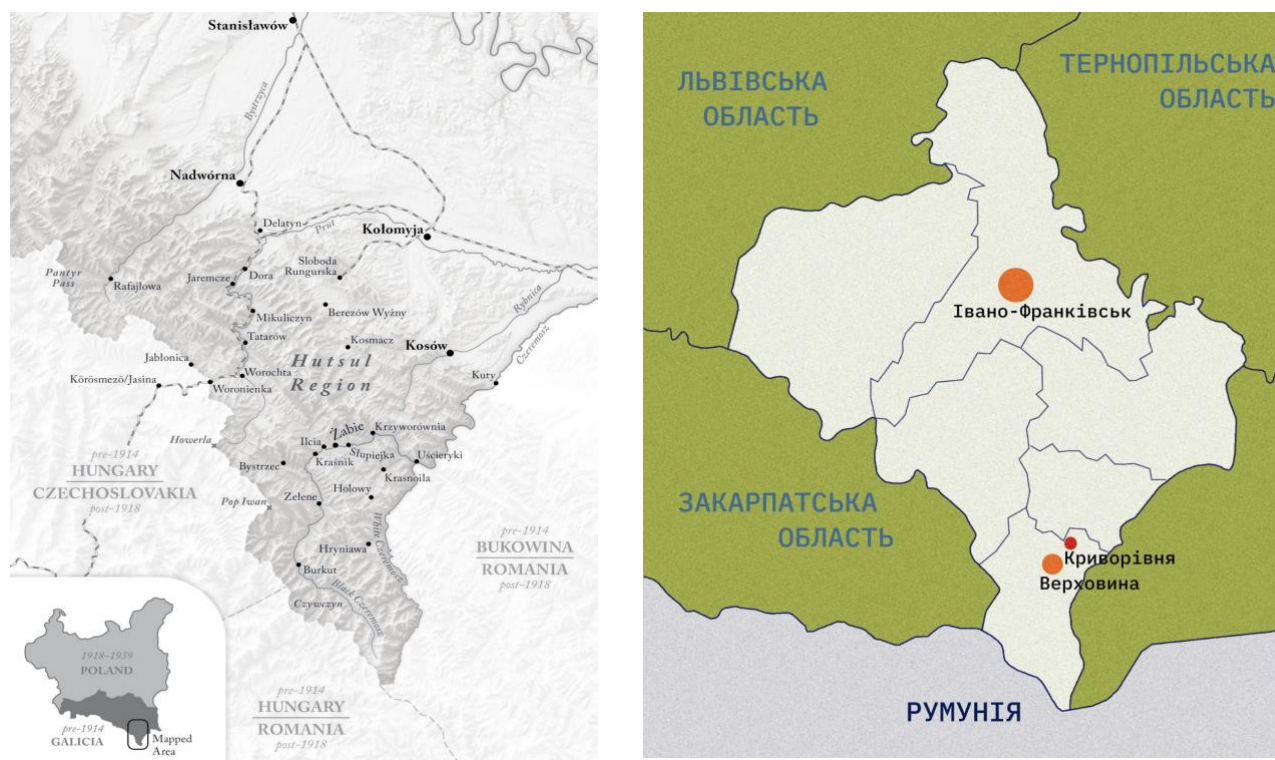 Stanisławów
Bystrzyca
Nadwórna
Delatyn
Prut
Kołomyja
Sloboda
Rungurska
Pantyr
Pass
Rafajłowa
Jaremcze
Dora
Rybnica
Mikuliczyn
Berezów Wyżny
Czeremosz
Tatarów
Kosmacz
Kosów
Jabłonica
Hutsul
Region
Körösmező/Jasina
Woronienka
Worochta
Kuty
Howerla
Żabie
Krzyworównia
Ilcia
Słupiejka
Kraśnik
Uścieryki
Bystrzec
Krasnoila
pre-1914
HUNGARY
CZECHOSLOVAKIA
post-1918
Pop Iwan
Zełene
Hołowy
White Czeremosz
Hryniawa
pre-1914
BUKOWINA
ROMANIA
post-1918
Burkut
Black Czeremosz
Czywczyn
1918–1939
POLAND
pre-1914
GALICIA
Mapped
Area
pre-1914
HUNGARY
ROMANIA
post-1918
ЛЬВІВСЬКА
ОБЛАСТЬ
ТЕРНОПІЛЬСЬКА
ОБЛАСТЬ
Івано-Франківськ
ЗАКАРПАТСЬКА
ОБЛАСТЬ
Криворівня
Верховина
РУМУНІЯ